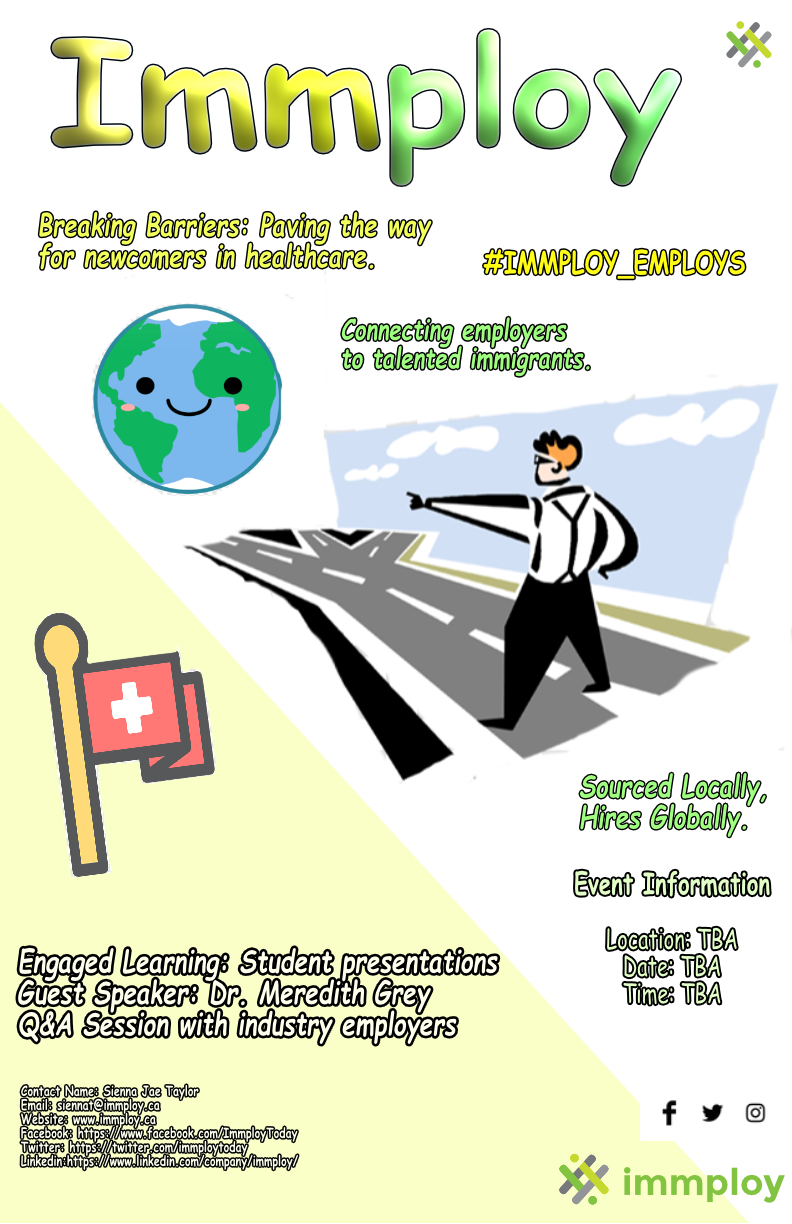 Immploy
Breaking Barriers: Paving the way
for newcomers in healthcare.
#IMMPLOY_EMPLOYS
Connecting employers
to talented immigrants.
Sourced Locally,
Hires Globally.
Event Information
Location: TBA
Date: TBA
Time: TBA
Engaged Learning: Student presentations
Guest Speaker: Dr. Meredith Grey
Q&A Session with industry employers
Contact Name: Sienna Jae Taylor
Email: siennat@immploy.ca
Website: www.immploy.ca
Facebook: https://www.facebook.com/ImmployToday
Twitter: https://twitter.com/immploytoday
Linkedin:https://www.linkedin.com/company/immploy/
immploy